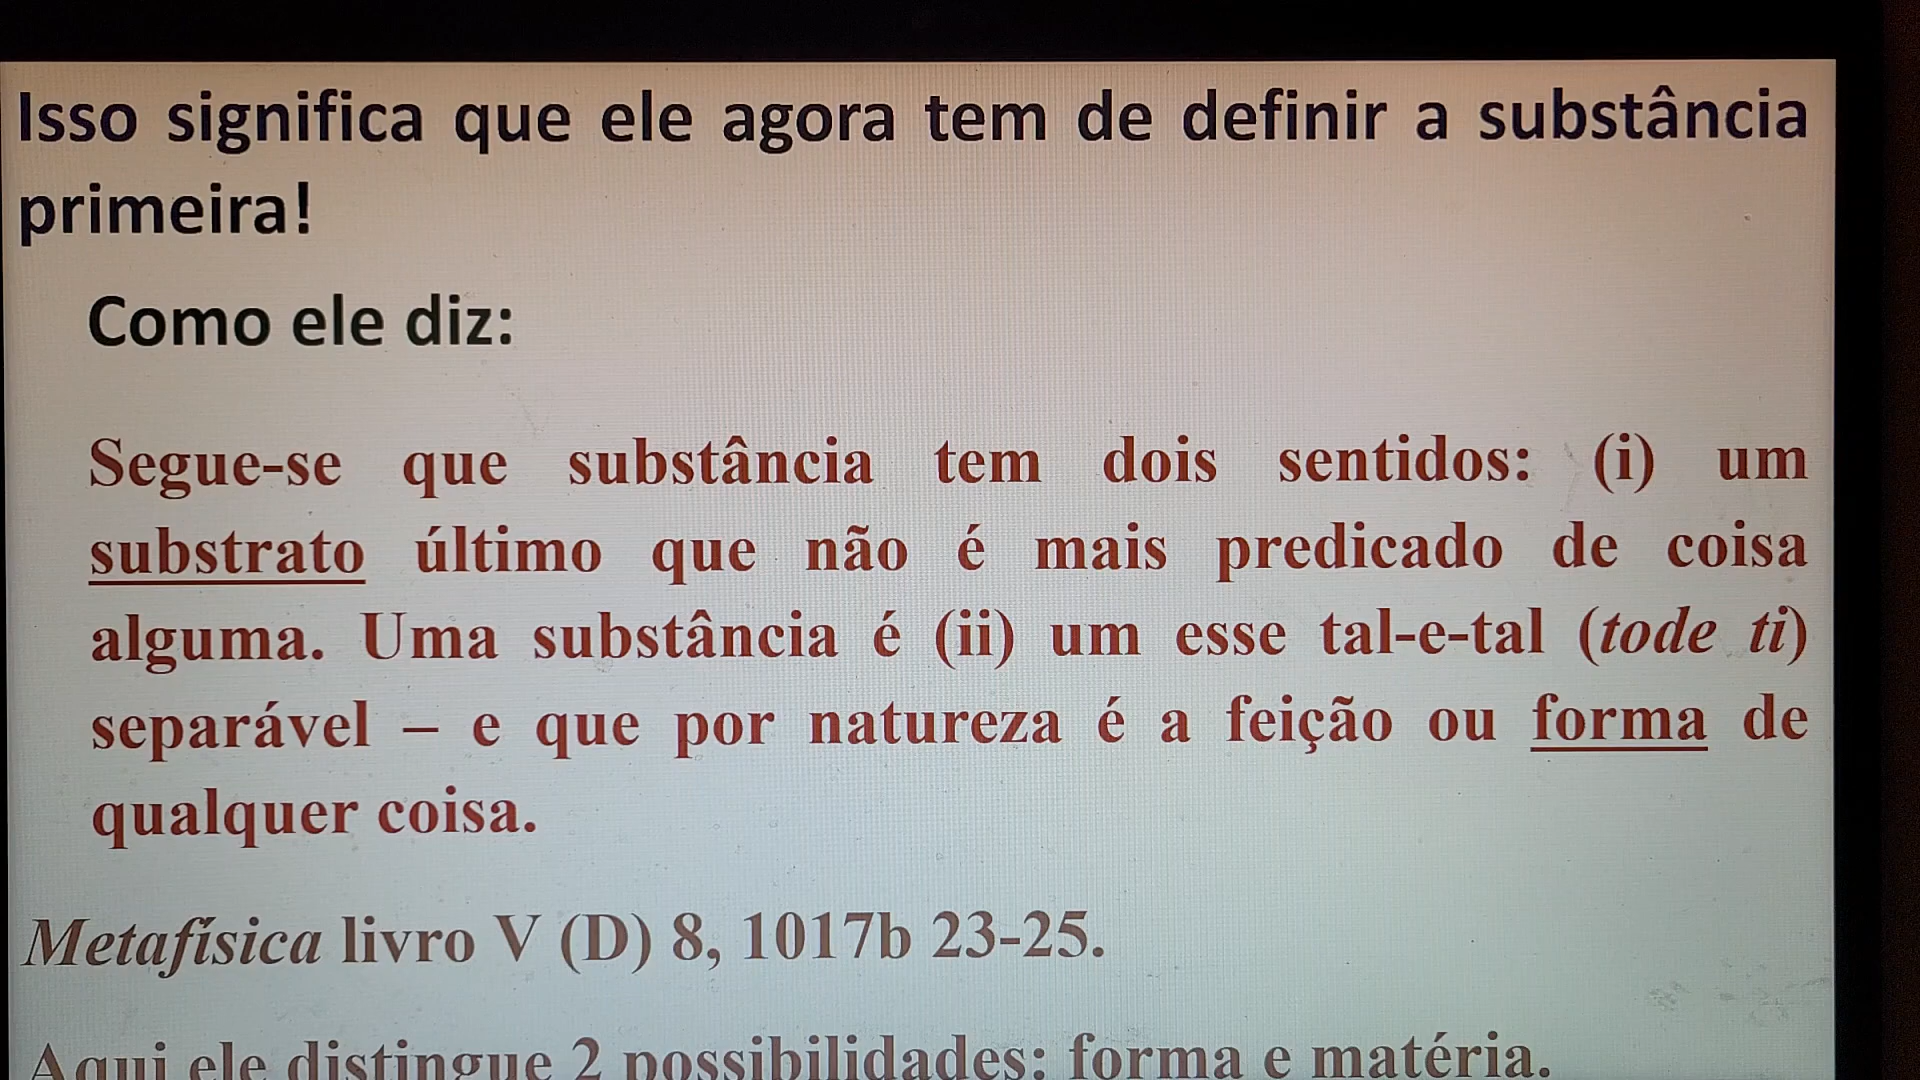 Isso significa que ele agora tem de definir a substância
primeira!
Como ele diz:
Segue-se que substância tem dois sentidos: (i) um
substrato último que não é mais predicado de coisa
alguma. Uma substância é (ii) um esse tal-e-tal (tode ti)
separável – e que por natureza é a feição ou forma de
qualquer coisa.
Metafísica livro V (D) 8, 1017b 23-25.
Aqui ele distingue 2 possibilidades: forma e matéria.